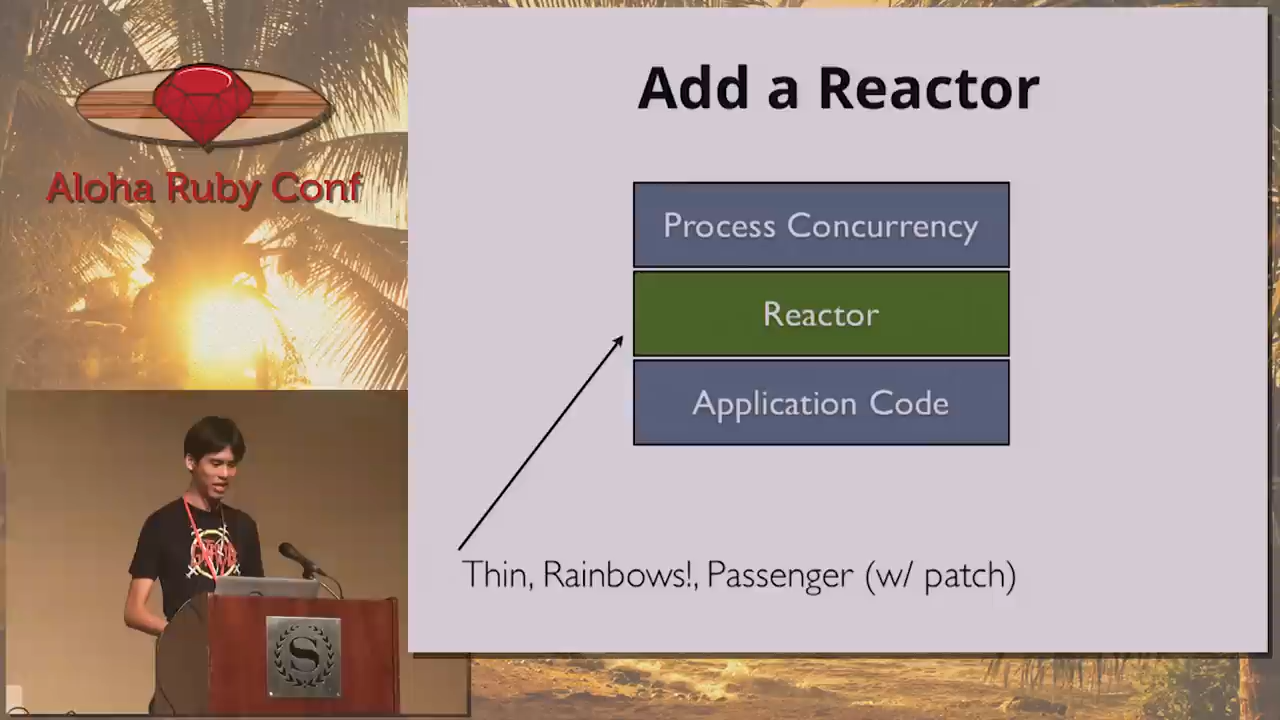 Aloha Ruby Conf
Add a Reactor
Process Concurrency
Reactor
Application Code
Thin, Rainbows!, Passenger (w/ patch)
S